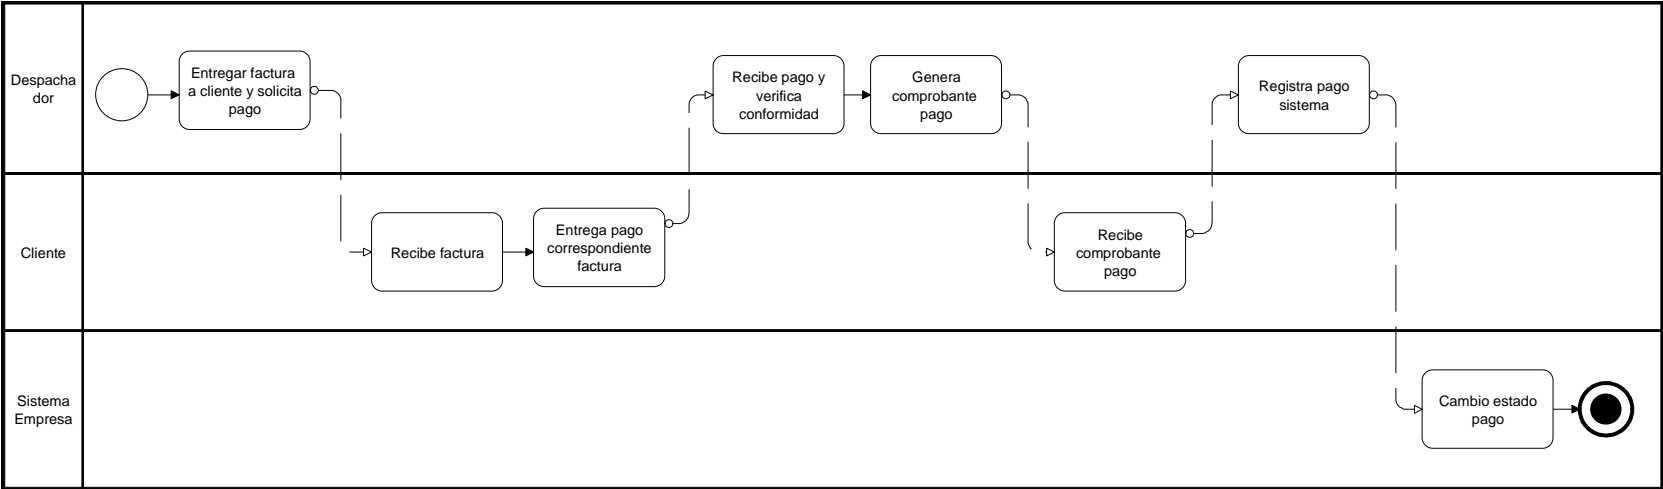 Despacha
dor
Entregar factura
a cliente y solicita
pago
Recibe pago y
verifica
conformidad
Genera
comprobante
pago
Registra pago
sistema
Cliente
Recibe factura
Entrega pago
correspondiente
factura
Recibe
comprobante
pago
Sistema
Empresa
Cambio estado
pago